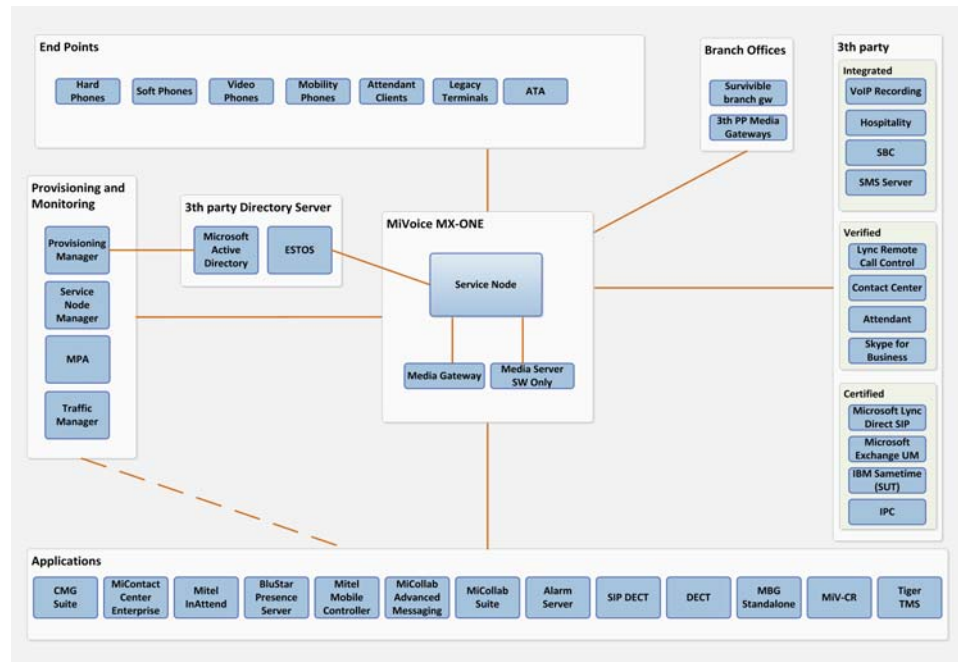 End Points
Hard
Phones
Soft Phones
Video
Phones
Mobility
Phones
Attendant
Clients
Legacy
Terminals
ATA
Branch Offices
Survivible
branch gw
3th PP Media
Gateways
3th party
Integrated
VoIP Recording
Hospitality
SBC
SMS Server
Verified
Lync Remote
Call Control
Contact Center
Attendant
Skype for
Business
Certified
Microsoft Lync
Direct SIP
Microsoft
Exchange UM
IBM Sametime
(SUT)
IPC
Provisioning and
Monitoring
Provisioning
Manager
Service
Node
Manager
MPA
Traffic
Manager
3th party Directory Server
Microsoft
Active
Directory
ESTOS
MiVoice MX-ONE
Service Node
Media Gateway
Media Server
SW Only
Applications
CMG
Suite
MiContact
Center
Enterprise
Mitel
InAttend
BluStar
Presence
Server
Mitel
Mobile
Controller
MiCollab
Advanced
Messaging
MiCollab
Suite
Alarm
Server
SIP DECT
DECT
MBG
Standalone
MiV-CR
Tiger
TMS